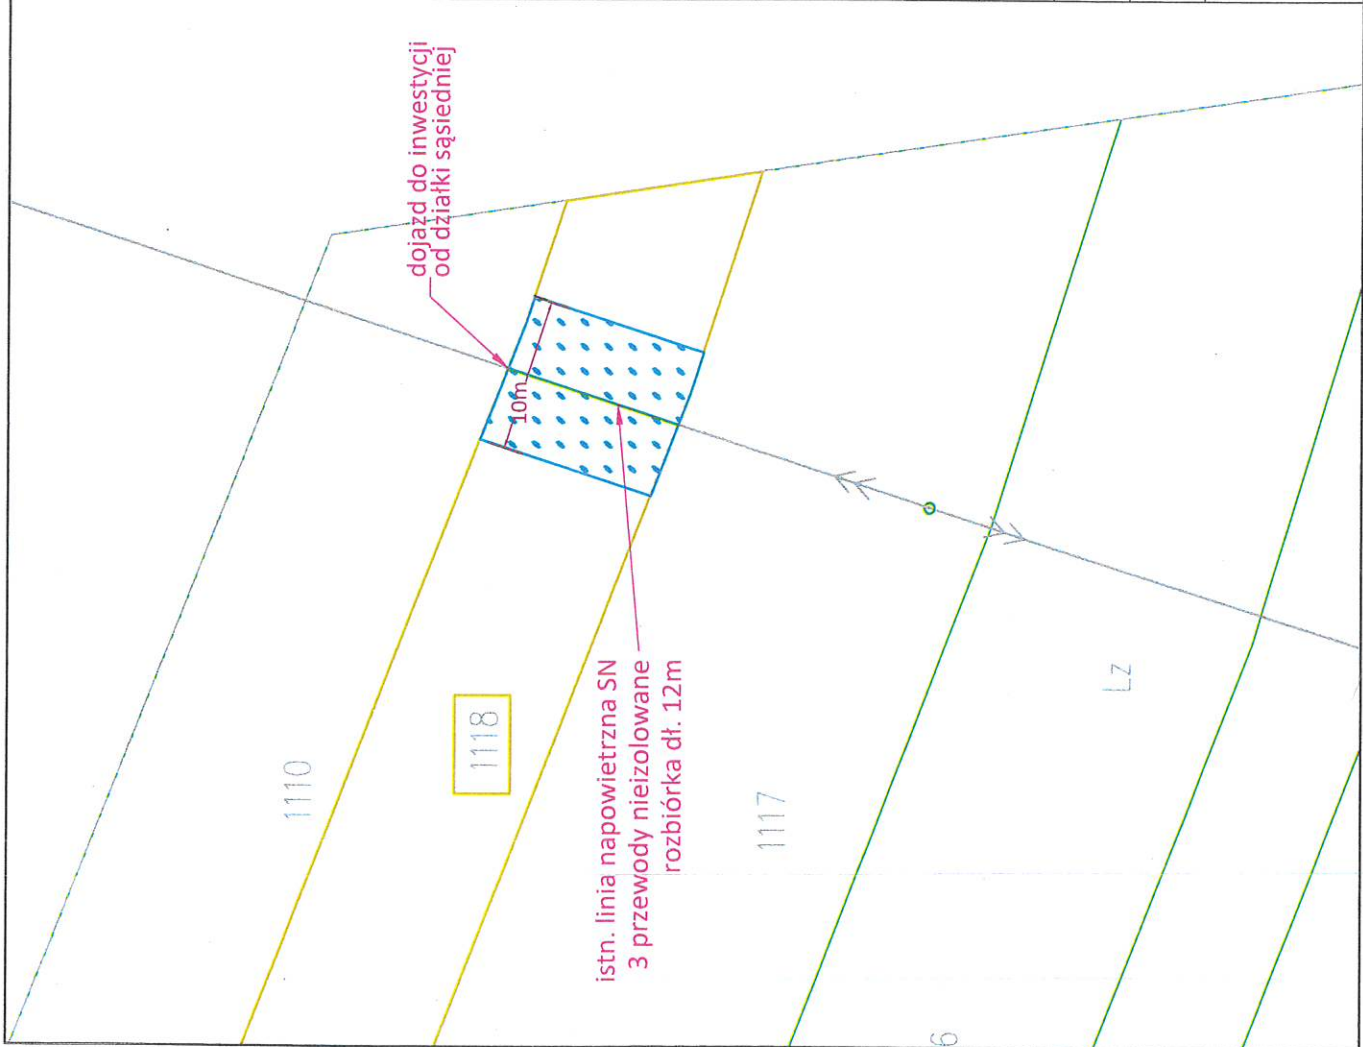 dojazd do inwestycji
od działki sąsiedniej
10m
1110
1118
istn. linia napowietrzna SN
3 przewody nieizolowane
rozbiórka dł. 12m
1117
Lz
6